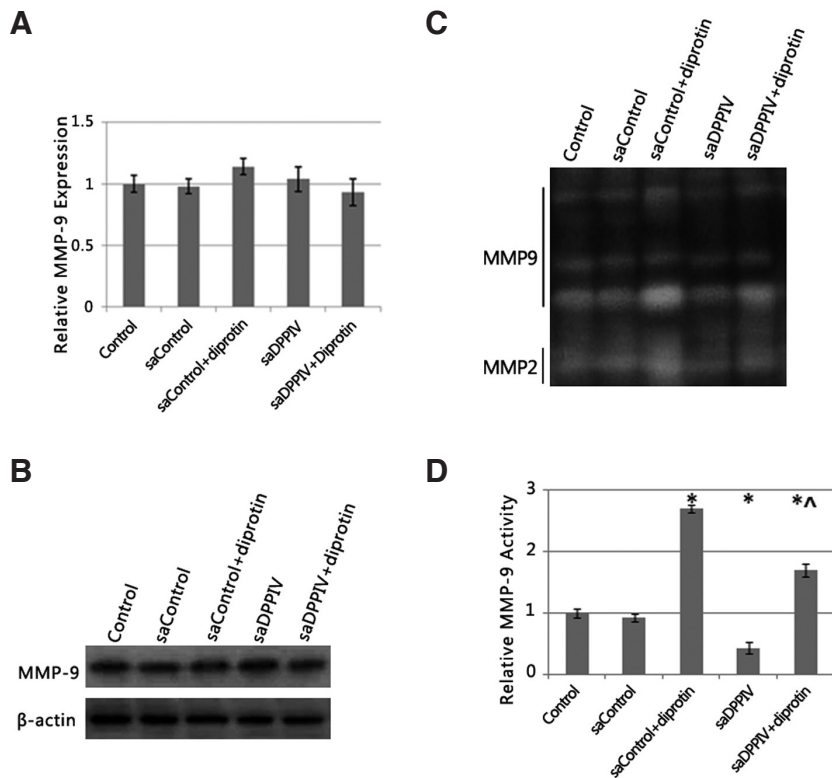 A
Relative MMP-9 Expression
1.5
1
0.5
0
Control
saControl
saControl+diprotin
saDPPIV
saDPPIV+Diprotin
B
Control
saControl
saControl+diprotin
saDPPIV
saDPPIV+diprotin
MMP-9
β-actin
C
Control
saControl
saControl+diprotin
saDPPIV
saDPPIV+diprotin
MMP9
MMP2
D
Relative MMP-9 Activity
3
2
1
0
* * *^
Control
saControl
saControl+diprotin
saDPPIV
saDPPIV+diprotin